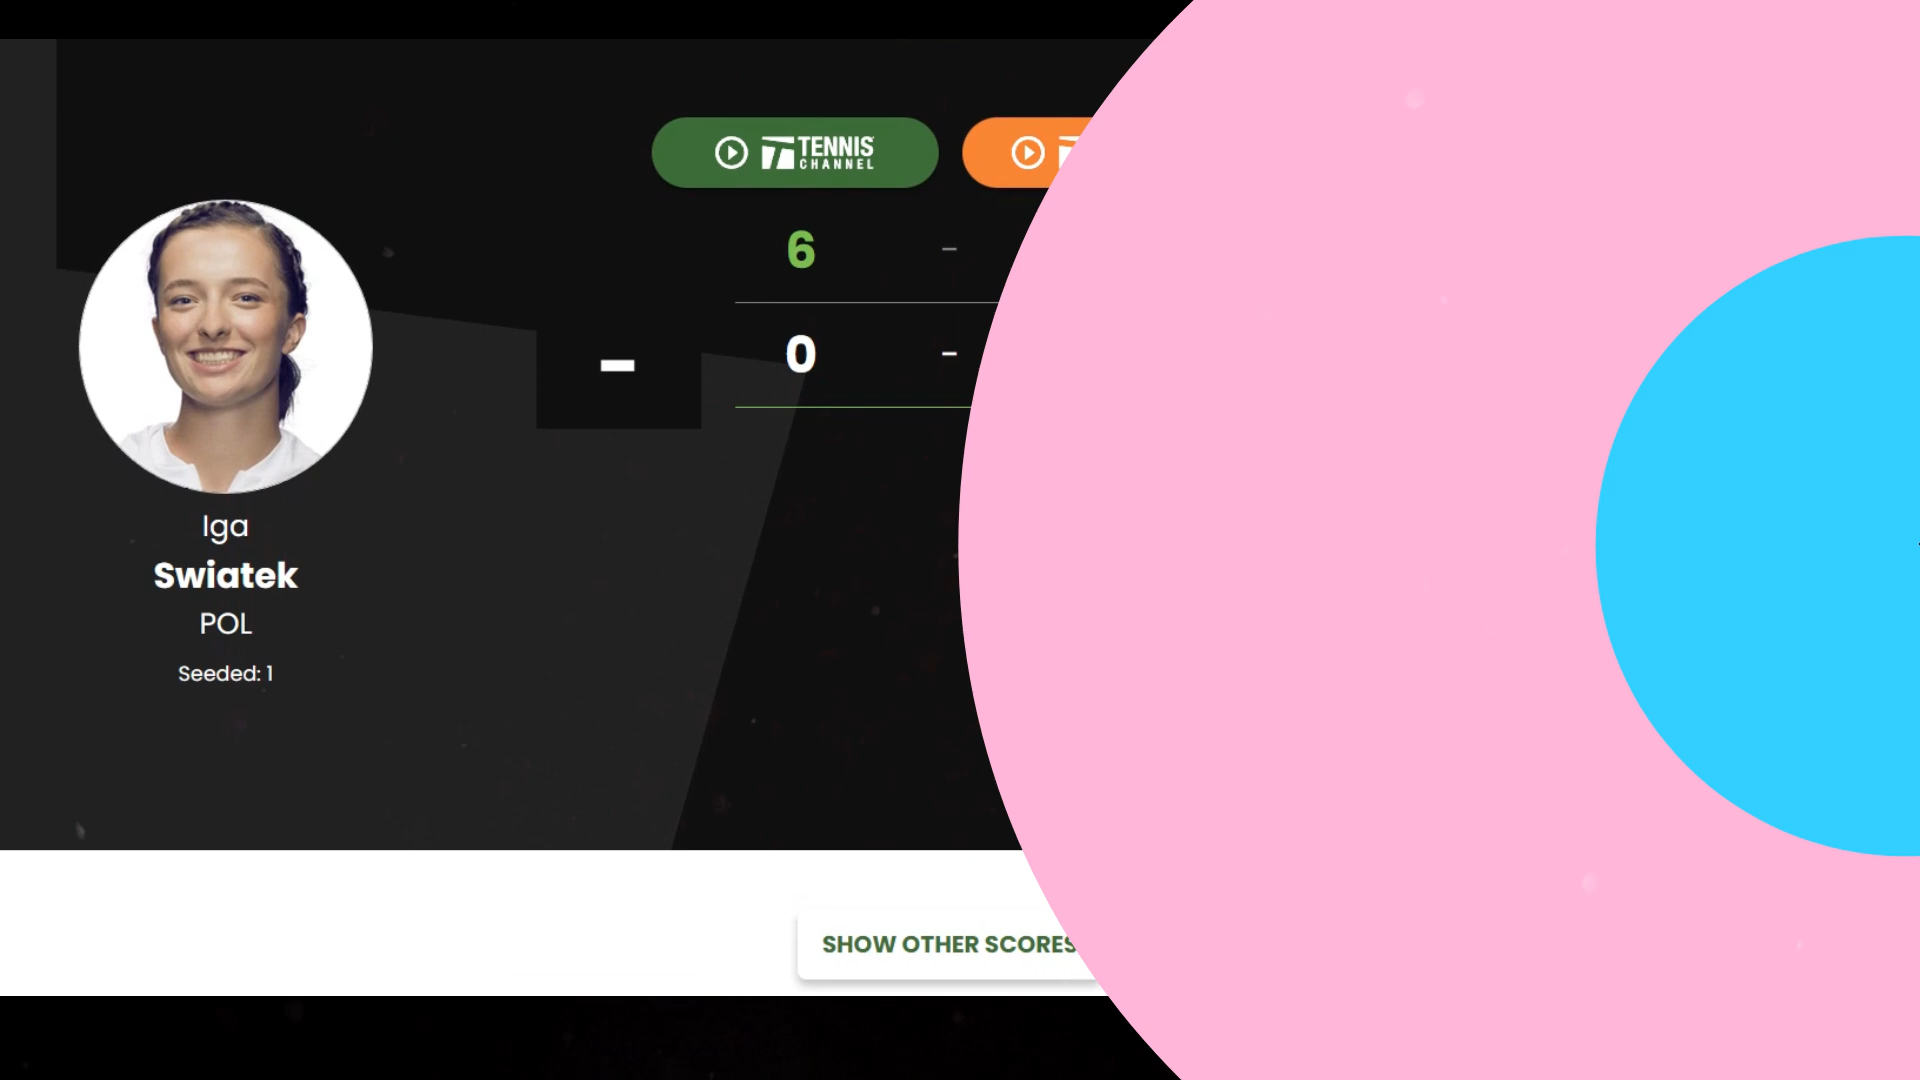 TENNIS
CHANNEL
6 -
0 -
-
Iga
Swiatek
POL
Seeded: 1
SHOW OTHER SCORES